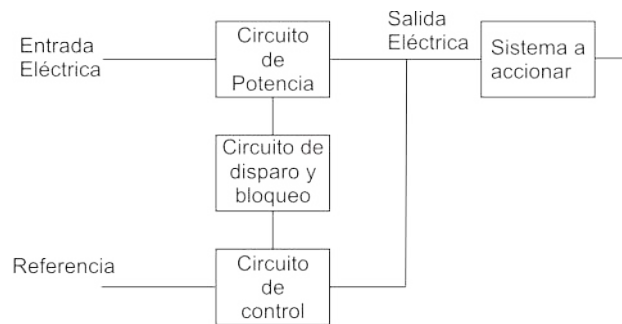 Entrada
Eléctrica
Circuito
de
Potencia
Salida
Eléctrica
Sistema a
accionar
Circuito de
disparo y
bloqueo
Referencia
Circuito
de
control